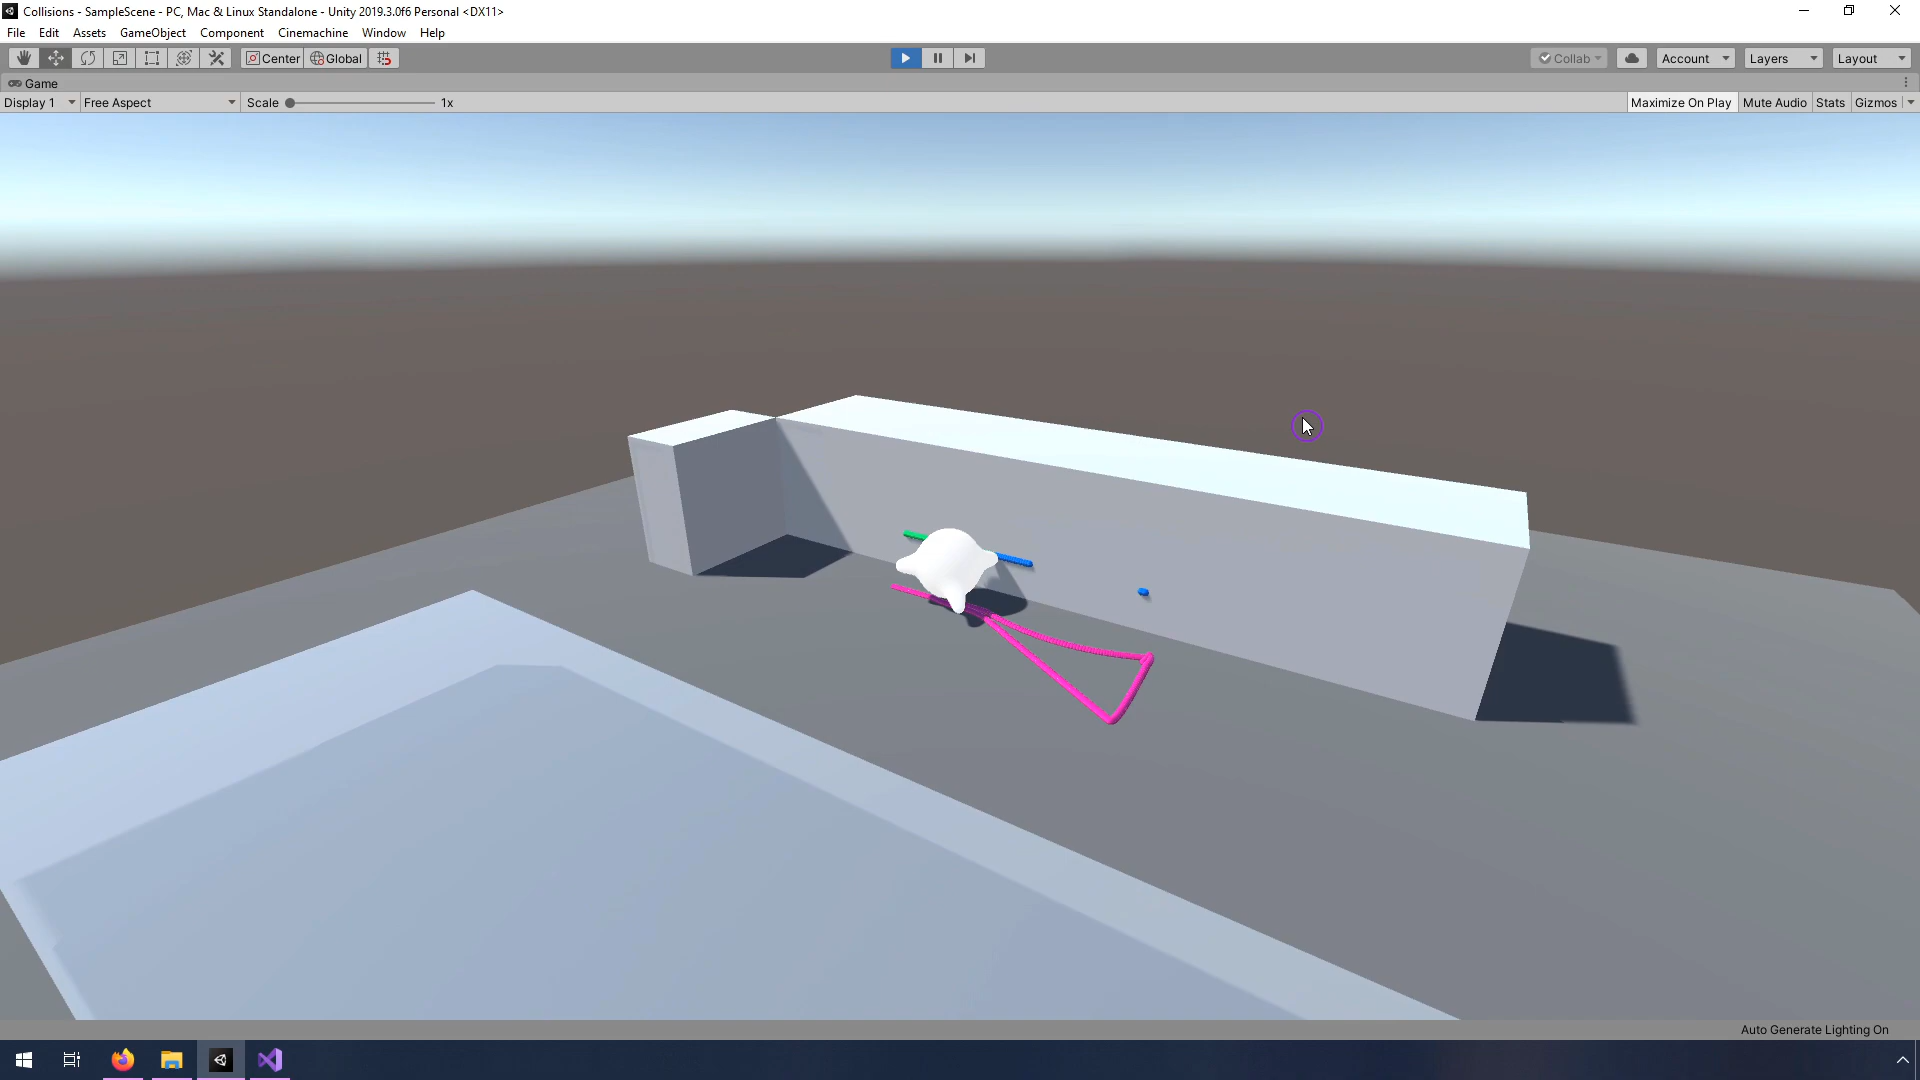 Collisions - SampleScene - PC, Mac & Linux Standalone - Unity 2019.3.0f6 Personal <DX11>
File Edit Assets GameObject Component Cinemachine Window Help
Center Global Collab Account Layers Layout
Game
Display 1 Free Aspect Scale 1x Maximize On Play Mute Audio Stats Gizmos
Auto Generate Lighting On